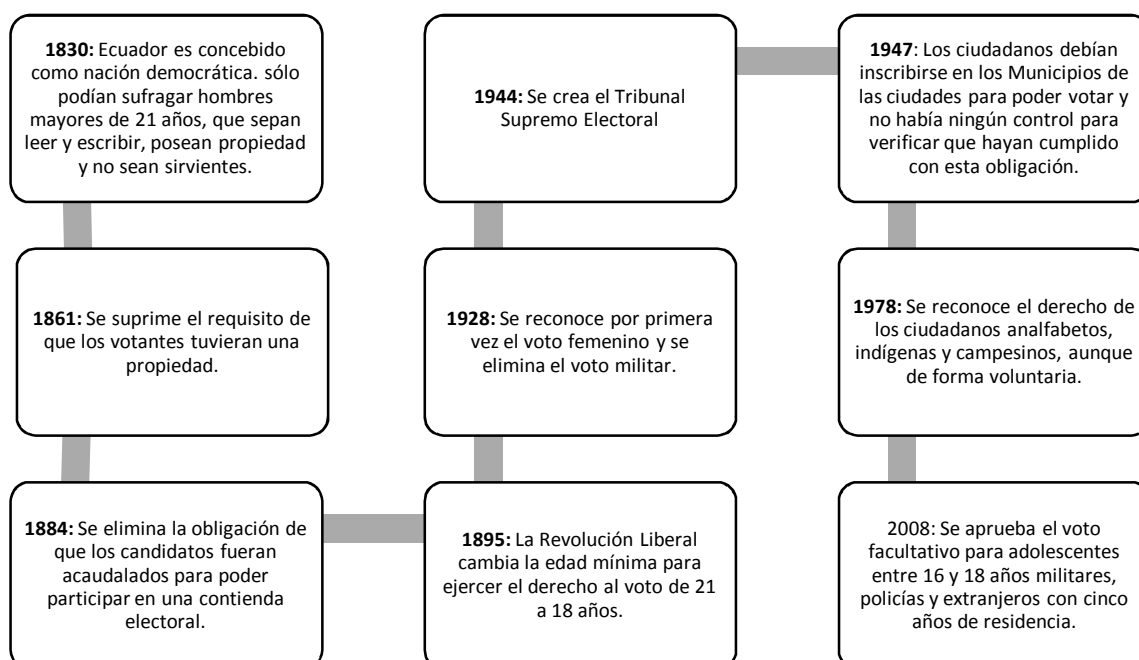 1830: Ecuador es concebido
como nación democrática. sólo
podían sufragar hombres
mayores de 21 años, que sepan
leer y escribir, posean propiedad
y no sean sirvientes.
1861: Se suprime el requisito de
que los votantes tuvieran una
propiedad.
1884: Se elimina la obligación de
que los candidatos fueran
acaudalados para poder
participar en una contienda
electoral.
1895: La Revolución Liberal
cambia la edad mínima para
ejercer el derecho al voto de 21
a 18 años.
1928: Se reconoce por primera
vez el voto femenino y se
elimina el voto militar.
1944: Se crea el Tribunal
Supremo Electoral
1947: Los ciudadanos debían
inscribirse en los Municipios de
las ciudades para poder votar y
no había ningún control para
verificar que hayan cumplido
con esta obligación.
1978: Se reconoce el derecho de
los ciudadanos analfabetos,
indígenas y campesinos, aunque
de forma voluntaria.
2008: Se aprueba el voto
facultativo para adolescentes
entre 16 y 18 años militares,
policías y extranjeros con cinco
años de residencia.